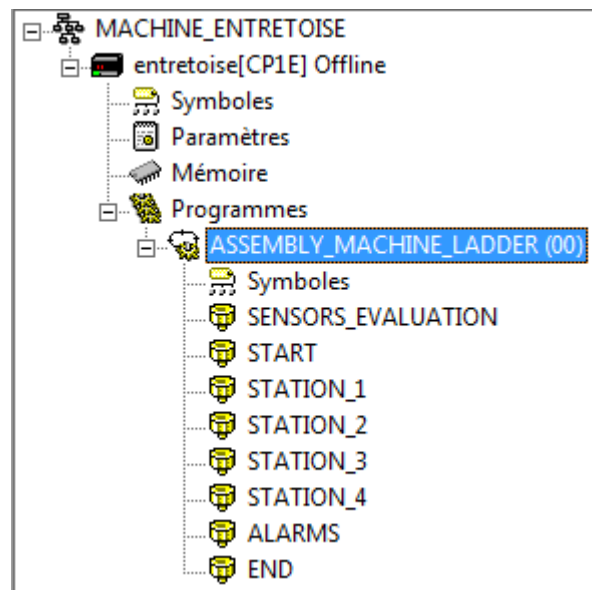 MACHINE_ENTRETOISE
entretoise[CP1E] Offline
Symboles
Paramètres
Mémoire
Programmes
ASSEMBLY_MACHINE_LADDER (00)
Symboles
SENSORS_EVALUATION
START
STATION_1
STATION_2
STATION_3
STATION_4
ALARMS
END